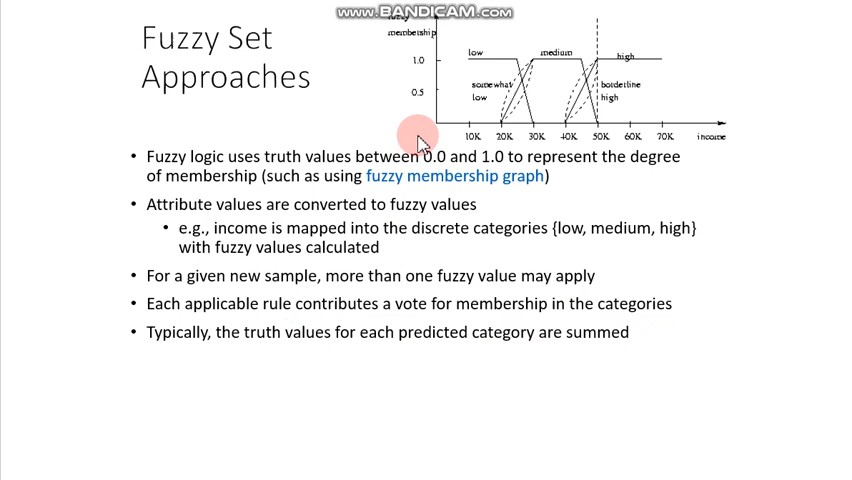 www.BANDICAM.com
Fuzzy Set
Approaches
fuzzy
membership
1.0
0.5
low
medium
high
somewhat
low
borderline
high
10K 20K 30K 40K 50K 60K 70K income
• Fuzzy logic uses truth values between 0.0 and 1.0 to represent the degree
of membership (such as using fuzzy membership graph)
• Attribute values are converted to fuzzy values
• e.g., income is mapped into the discrete categories {low, medium, high}
with fuzzy values calculated
• For a given new sample, more than one fuzzy value may apply
• Each applicable rule contributes a vote for membership in the categories
• Typically, the truth values for each predicted category are summed